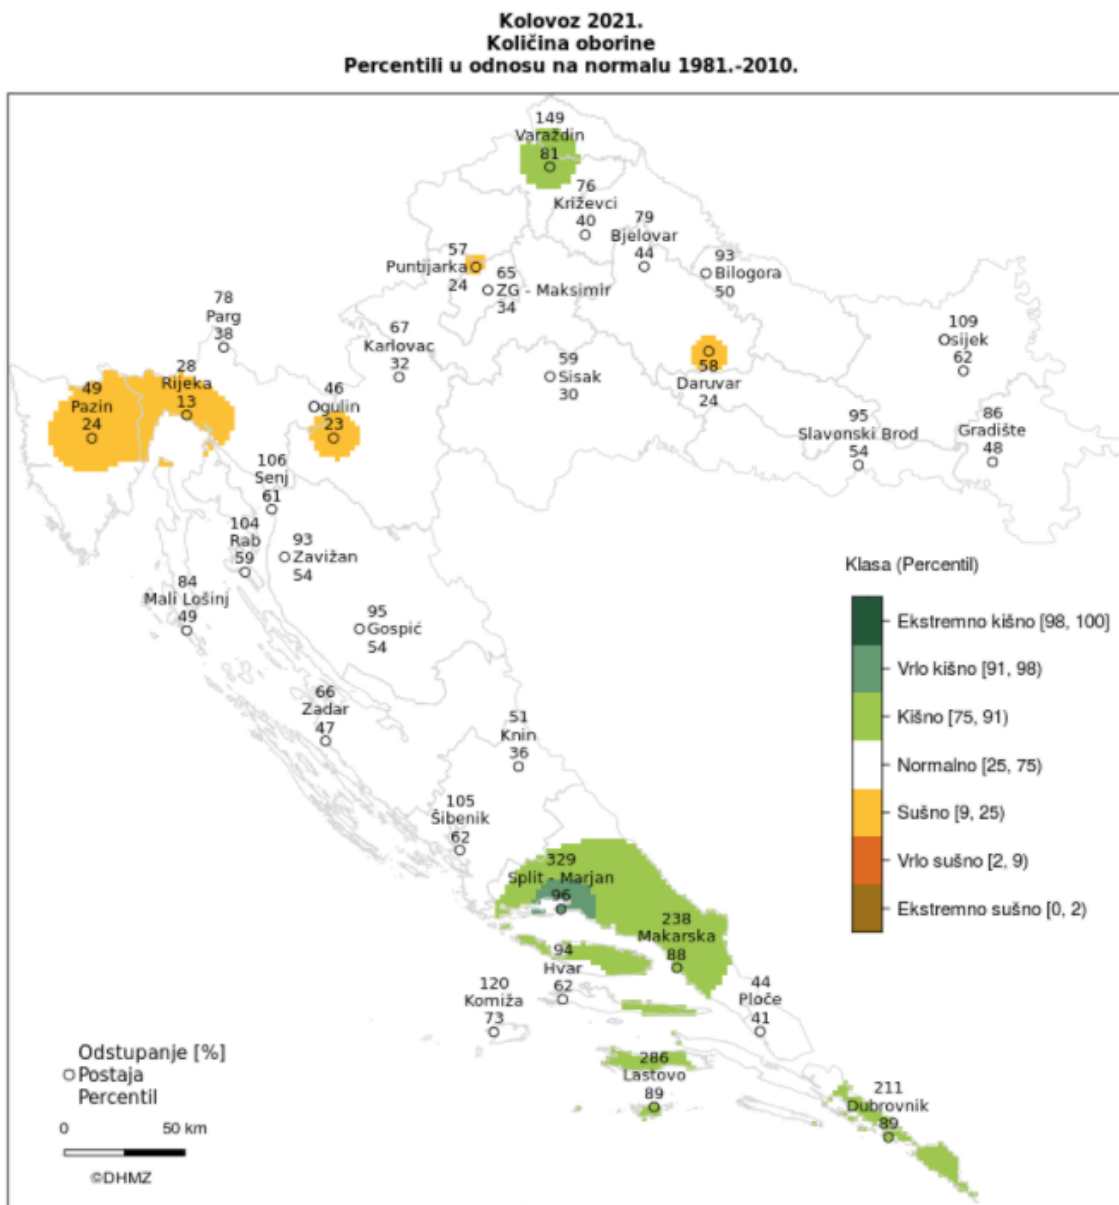 Kolovoz 2021.
Količina oborine
Percentili u odnosu na normalu 1981.-2010.
149
Varaždin
81
76
Križevci
40
79
Bjelovar
44
57
Puntijarka
24
65
ZG - Maksimir
34
93
Bilogora
50
78
Parg
38
67
Karlovac
32
59
Sisak
30
58
Daruvar
24
109
Osijek
62
28
Rijeka
13
49
Pazin
24
46
Ogulin
23
95
Slavonski Brod
54
86
Gradište
48
106
Senj
61
104
Rab
59
93
Zavižan
54
84
Mali Lošinj
49
95
Gospić
54
66
Zadar
47
51
Knin
36
105
Šibenik
62
329
Split - Marjan
96
238
Makarska
88
94
Hvar
62
120
Komiža
73
44
Ploče
41
286
Lastovo
89
211
Dubrovnik
89
Klasa (Percentil)
Ekstremno kišno [98, 100]
Vrlo kišno [91, 98)
Kišno [75, 91)
Normalno [25, 75)
Sušno [9, 25)
Vrlo sušno [2, 9)
Ekstremno sušno [0, 2)
Odstupanje [%]
Postaja
Percentil
0 50 km
©DHMZ